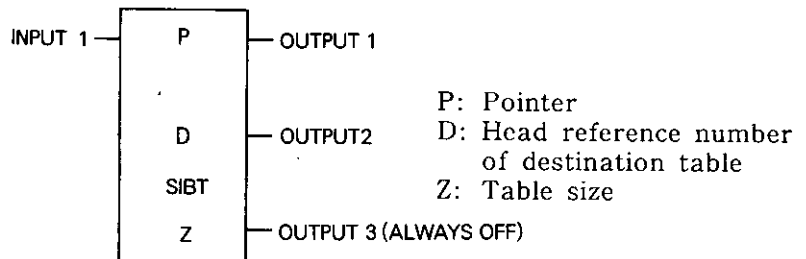 INPUT 1 P OUTPUT 1
P: Pointer
D OUTPUT2 D: Head reference number
of destination table
SIBT Z: Table size
Z OUTPUT 3 (ALWAYS OFF)